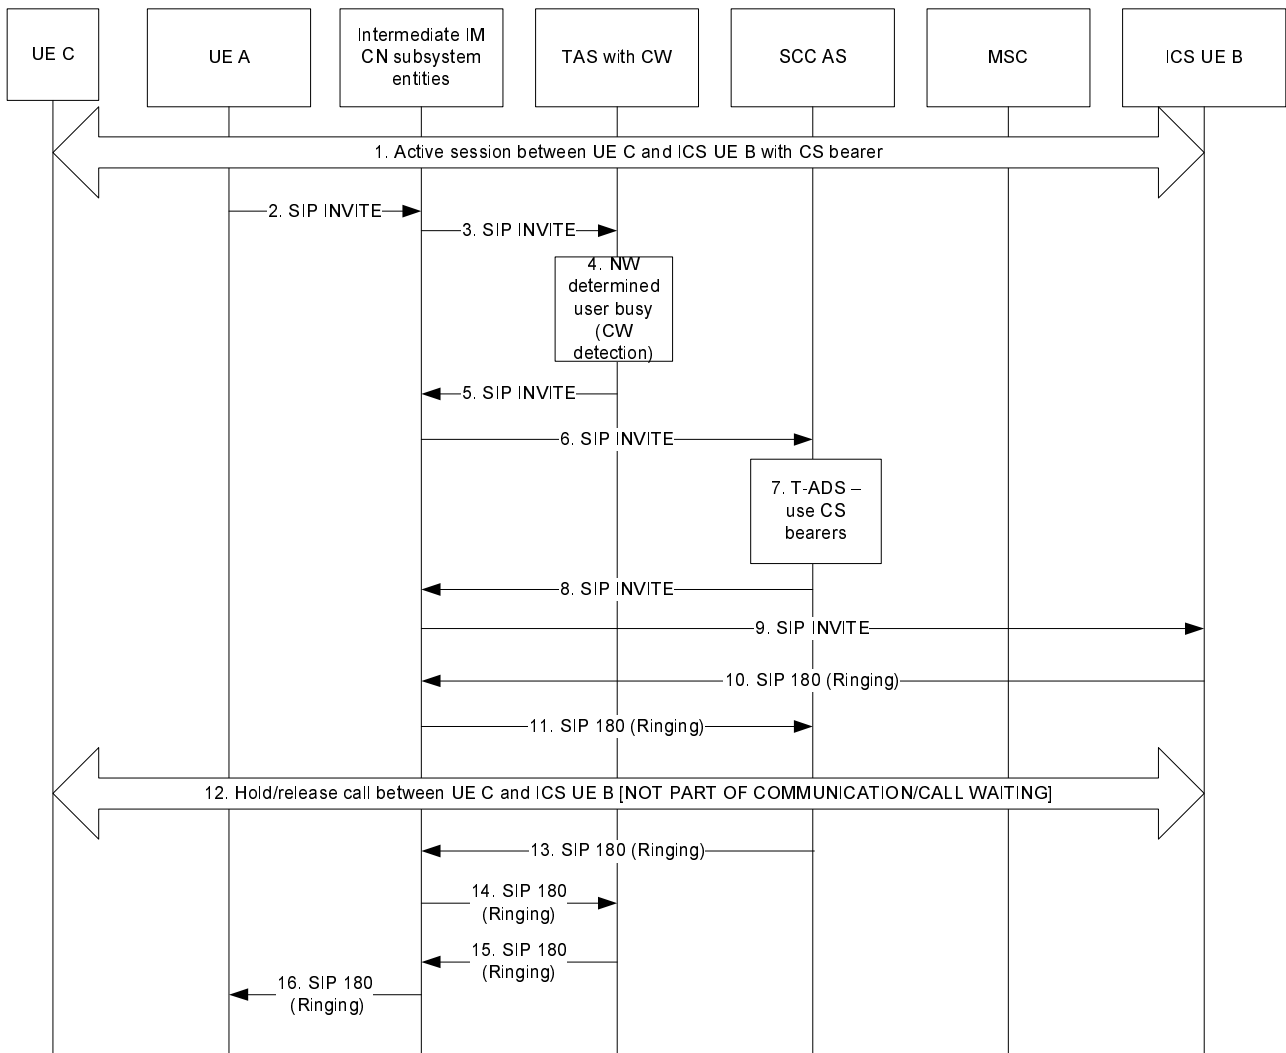 UE C
UE A
Intermediate IM
CN subsystem
entities
TAS with CW
SCC AS
MSC
ICS UE B
1. Active session between UE C and ICS UE B with CS bearer
2. SIP INVITE
3. SIP INVITE
4. NW
determined
user busy
(CW
detection)
5. SIP INVITE
6. SIP INVITE
7. T-ADS –
use CS
bearers
8. SIP INVITE
9. SIP INVITE
10. SIP 180 (Ringing)
11. SIP 180 (Ringing)
12. Hold/release call between UE C and ICS UE B [NOT PART OF COMMUNICATION/CALL WAITING]
13. SIP 180 (Ringing)
14. SIP 180
(Ringing)
15. SIP 180
(Ringing)
16. SIP 180
(Ringing)